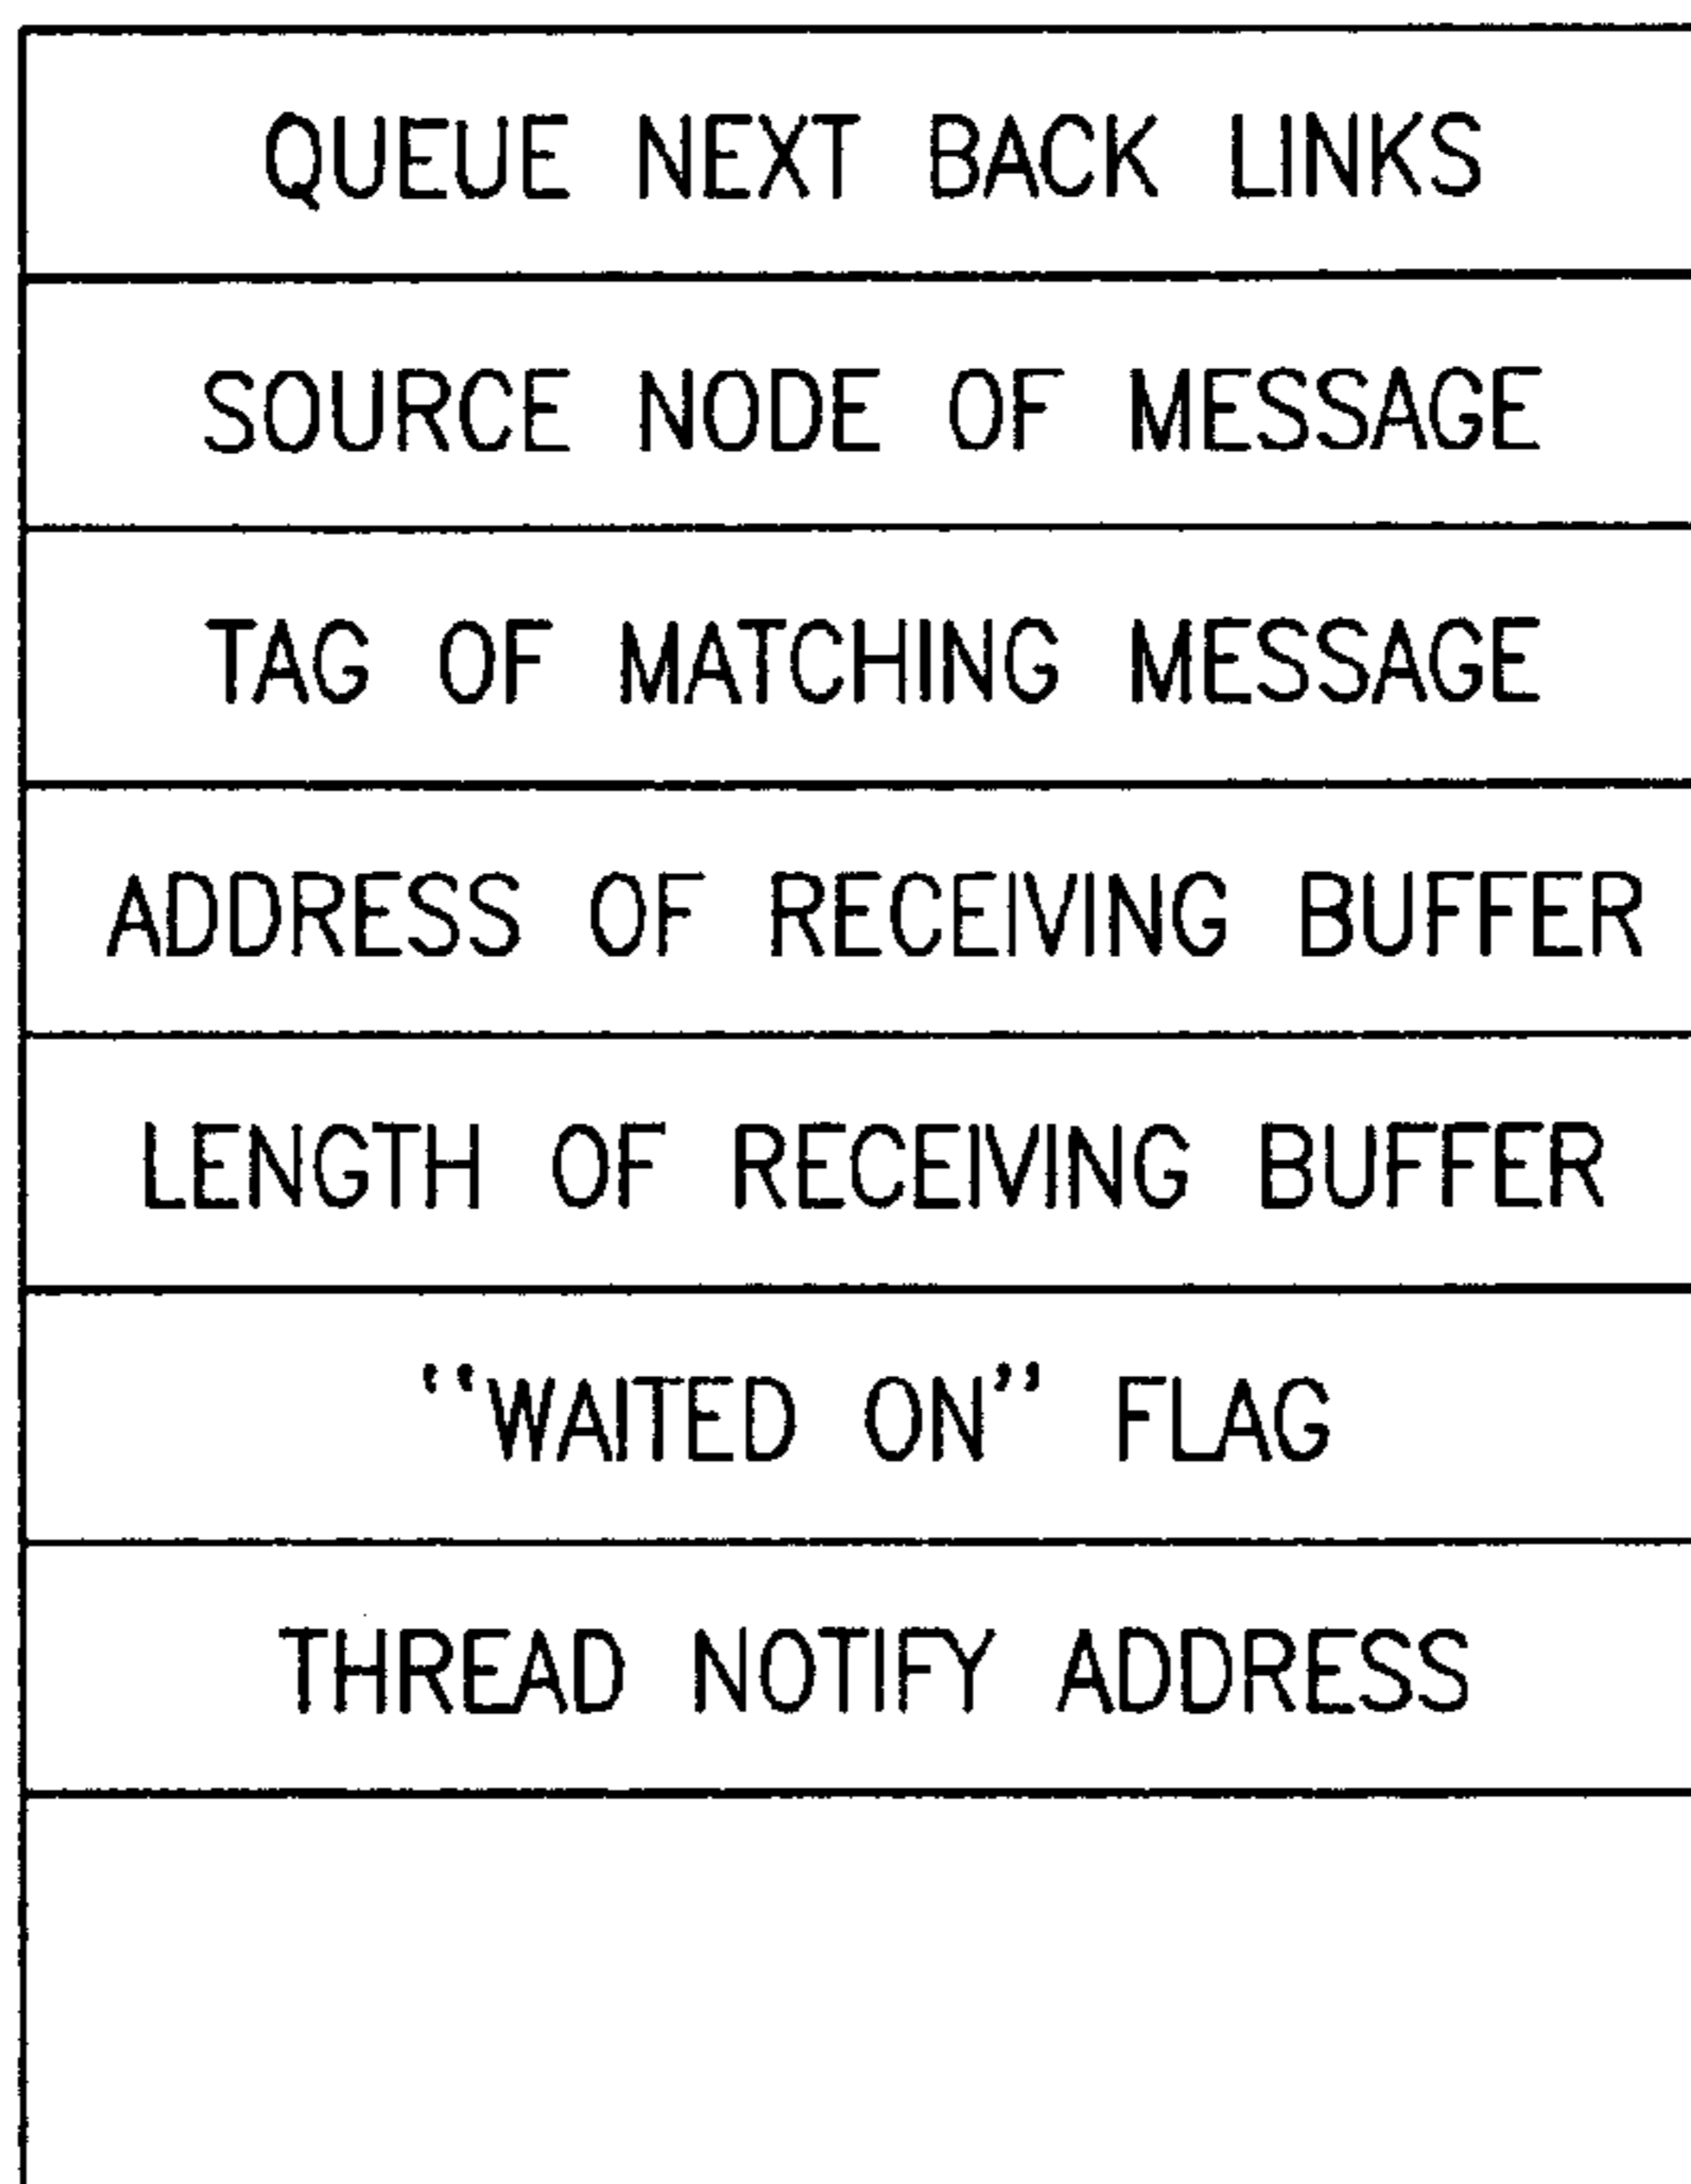 QUEUE NEXT BACK LINKS
SOURCE NODE OF MESSAGE
TAG OF MATCHING MESSAGE
ADDRESS OF RECEIVING BUFFER
LENGTH OF RECEIVING BUFFER
“WAITED ON” FLAG
THREAD NOTIFY ADDRESS